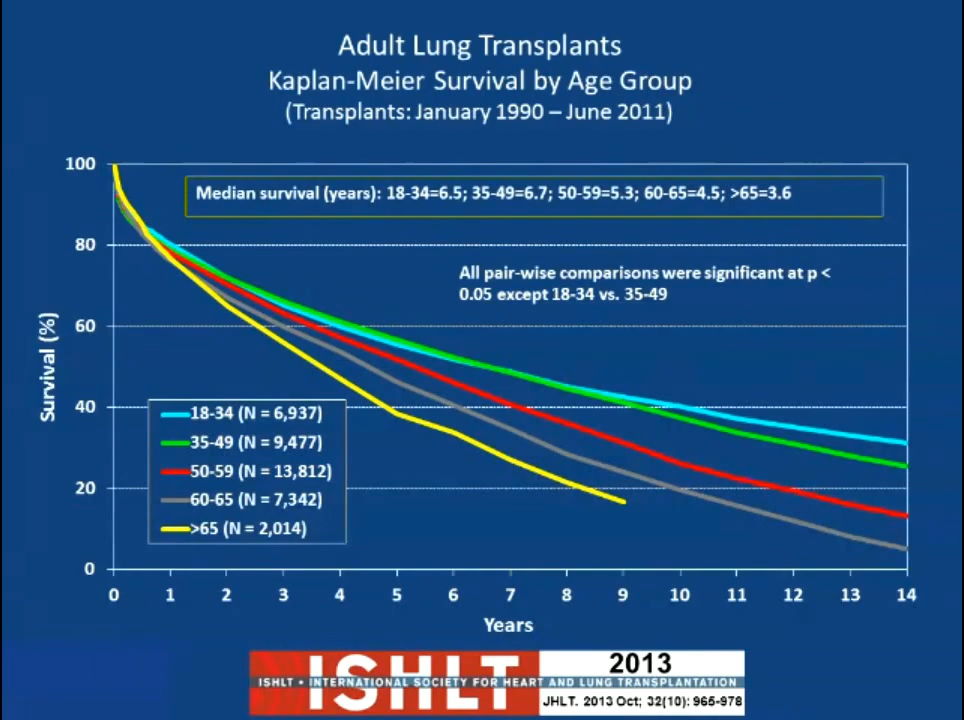 Adult Lung Transplants
Kaplan-Meier Survival by Age Group
(Transplants: January 1990 – June 2011)
Median survival (years): 18-34=6.5; 35-49=6.7; 50-59=5.3; 60-65=4.5; >65=3.6
All pair-wise comparisons were significant at p <
0.05 except 18-34 vs. 35-49
Survival (%)
100
80
60
40
20
0
18-34 (N = 6,937)
35-49 (N = 9,477)
50-59 (N = 13,812)
60-65 (N = 7,342)
>65 (N = 2,014)
0 1 2 3 4 5 6 7 8 9 10 11 12 13 14
Years
ISHLT
2013
ISHLT • INTERNATIONAL SOCIETY FOR HEART AND LUNG TRANSPLANTATION
JHLT. 2013 Oct; 32(10): 965-978